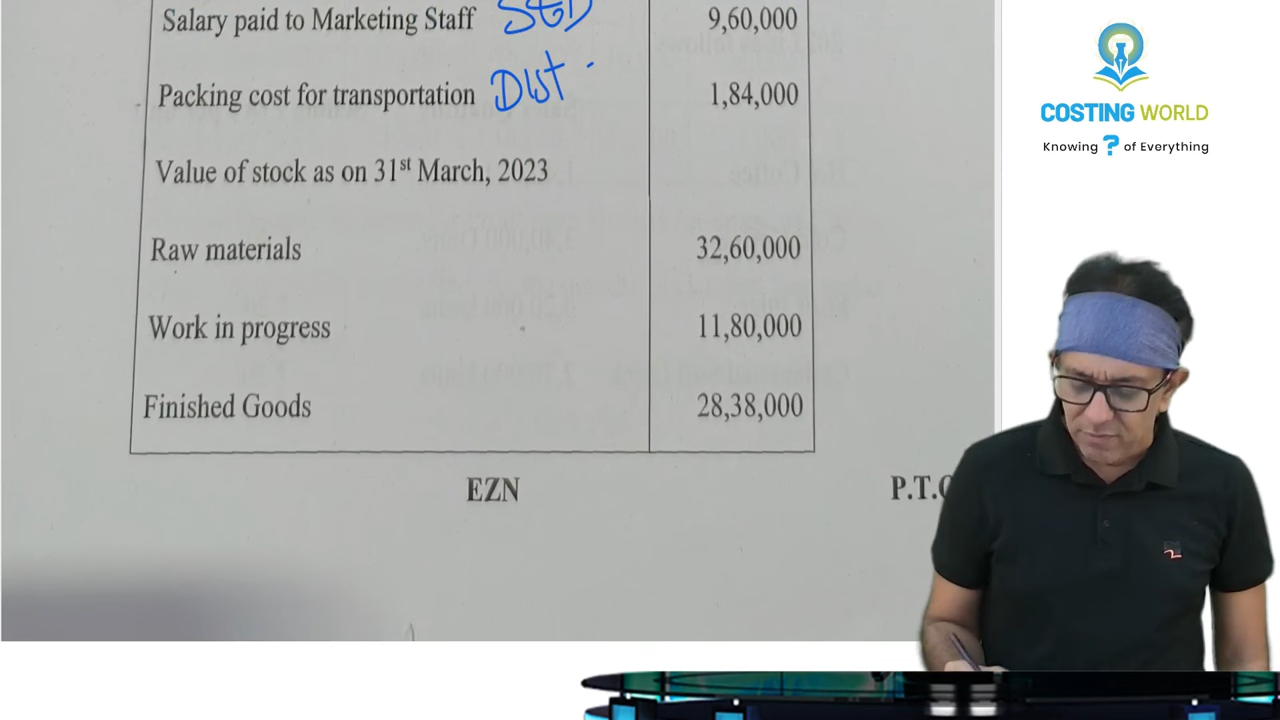 Salary paid to Marketing Staff S&D 9,60,000
Packing cost for transportation Dist 1,84,000
Value of stock as on 31st March, 2023
Raw materials 32,60,000
Work in progress 11,80,000
Finished Goods 28,38,000
EZN P.T.O
COSTING WORLD
Knowing ? of Everything